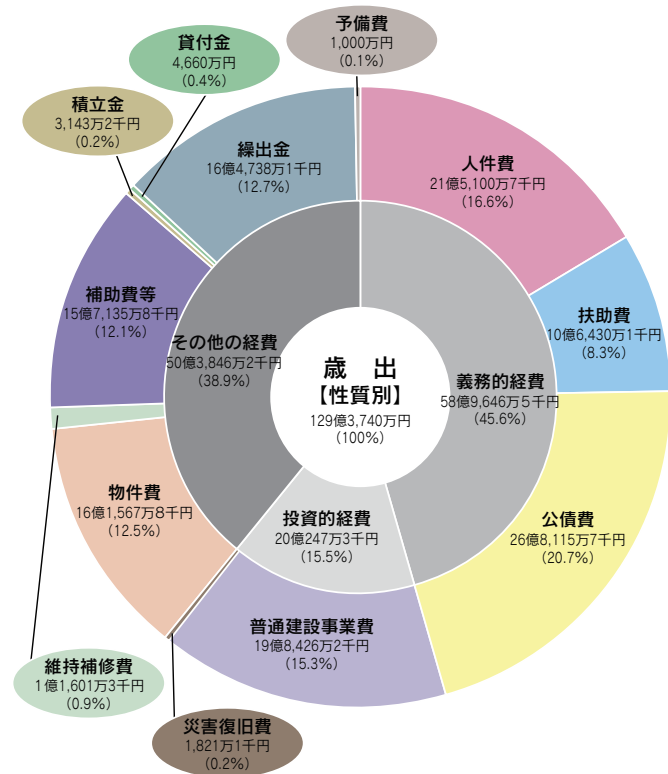 予備費
1,000万円
（0.1%）
貸付金
4,660万円
（0.4%）
積立金
3,143万2千円
（0.2%）
繰出金
16億4,738万1千円
（12.7%）
人件費
21億5,100万7千円
（16.6%）
補助費等
15億7,135万8千円
（12.1%）
扶助費
10億6,430万1千円
（8.3%）
その他の経費
50億3,846万2千円
（38.9%）
歳　出
【性質別】
129億3,740万円
（100%）
義務的経費
58億9,646万5千円
（45.6%）
物件費
16億1,567万8千円
（12.5%）
投資的経費
20億247万3千円
（15.5%）
公債費
26億8,115万7千円
（20.7%）
普通建設事業費
19億8,426万2千円
（15.3%）
維持補修費
1億1,601万3千円
（0.9%）
災害復旧費
1,821万1千円
（0.2%）